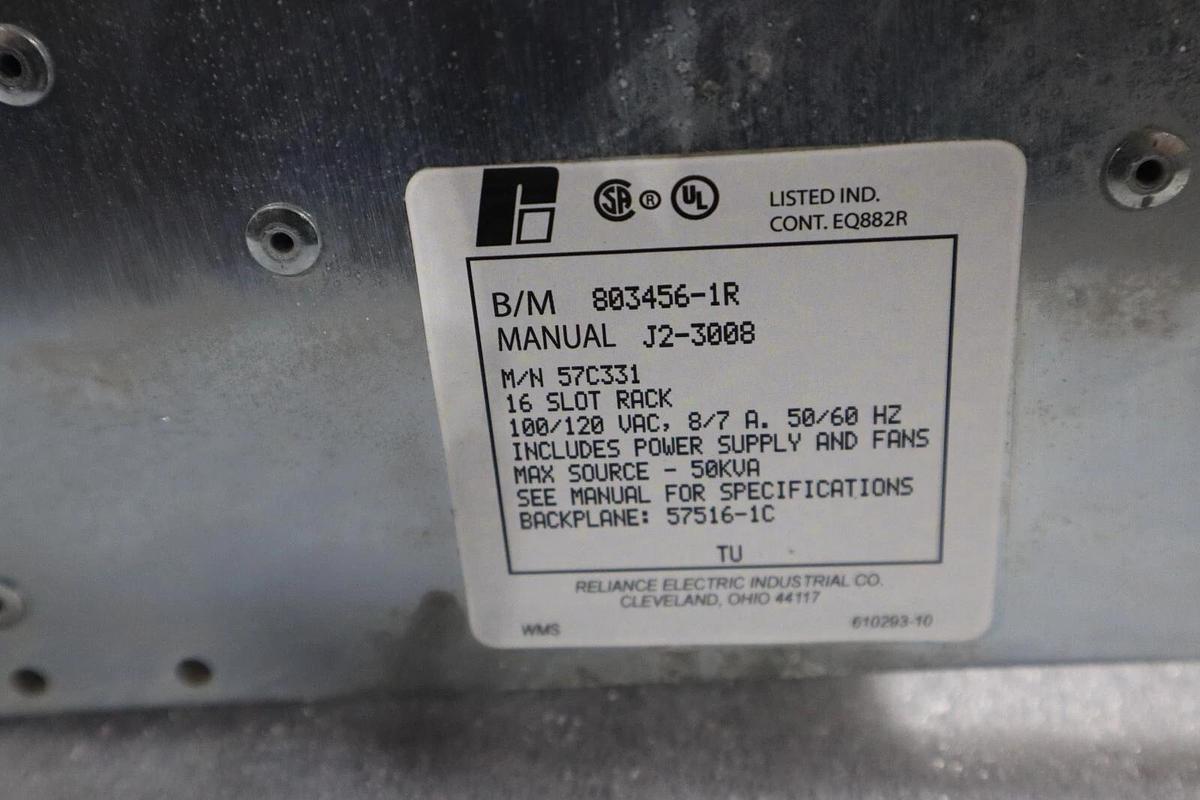 SA ® UL
LISTED IND.
CONT. EQ882R
B/M 803456-1R
MANUAL J2-3008
M/N 57C331
16 SLOT RACK
100/120 VAC, 8/7 A. 50/60 HZ
INCLUDES POWER SUPPLY AND FANS
MAX SOURCE - 50KVA
SEE MANUAL FOR SPECIFICATIONS
BACKPLANE: 57516-1C
TU
RELIANCE ELECTRIC INDUSTRIAL CO.
CLEVELAND, OHIO 44117
WMS 610293-10